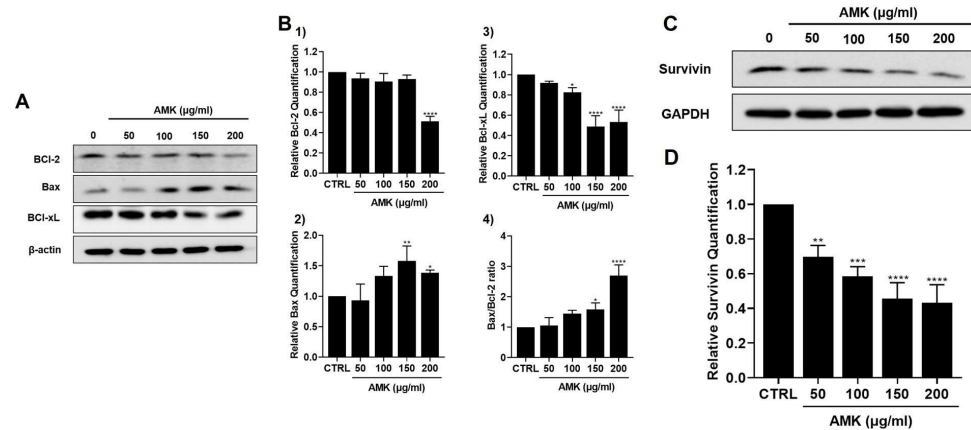 A
AMK (µg/ml)
0 50 100 150 200
BCl-2
Bax
BCl-xL
β-actin
B
1)
Relative Bcl-2 Quantification
1.2
1.0
0.8
0.6
0.4
0.2
0.0
****
CTRL 50 100 150 200
AMK (µg/ml)
2)
Relative Bax Quantification
2.0
1.5
1.0
0.5
0.0
**
*
CTRL 50 100 150 200
AMK (µg/ml)
3)
Relative Bcl-xL Quantification
1.2
1.0
0.8
0.6
0.4
0.2
0.0
*
****
****
CTRL 50 100 150 200
AMK (µg/ml)
4)
Bax/Bcl-2 ratio
4
3
2
1
0
*
****
CTRL 50 100 150 200
AMK (µg/ml)
C
AMK (µg/ml)
0 50 100 150 200
Survivin
GAPDH
D
Relative Survivin Quantification
1.2
1.0
0.8
0.6
0.4
0.2
0.0
**
***
****
****
CTRL 50 100 150 200
AMK (µg/ml)